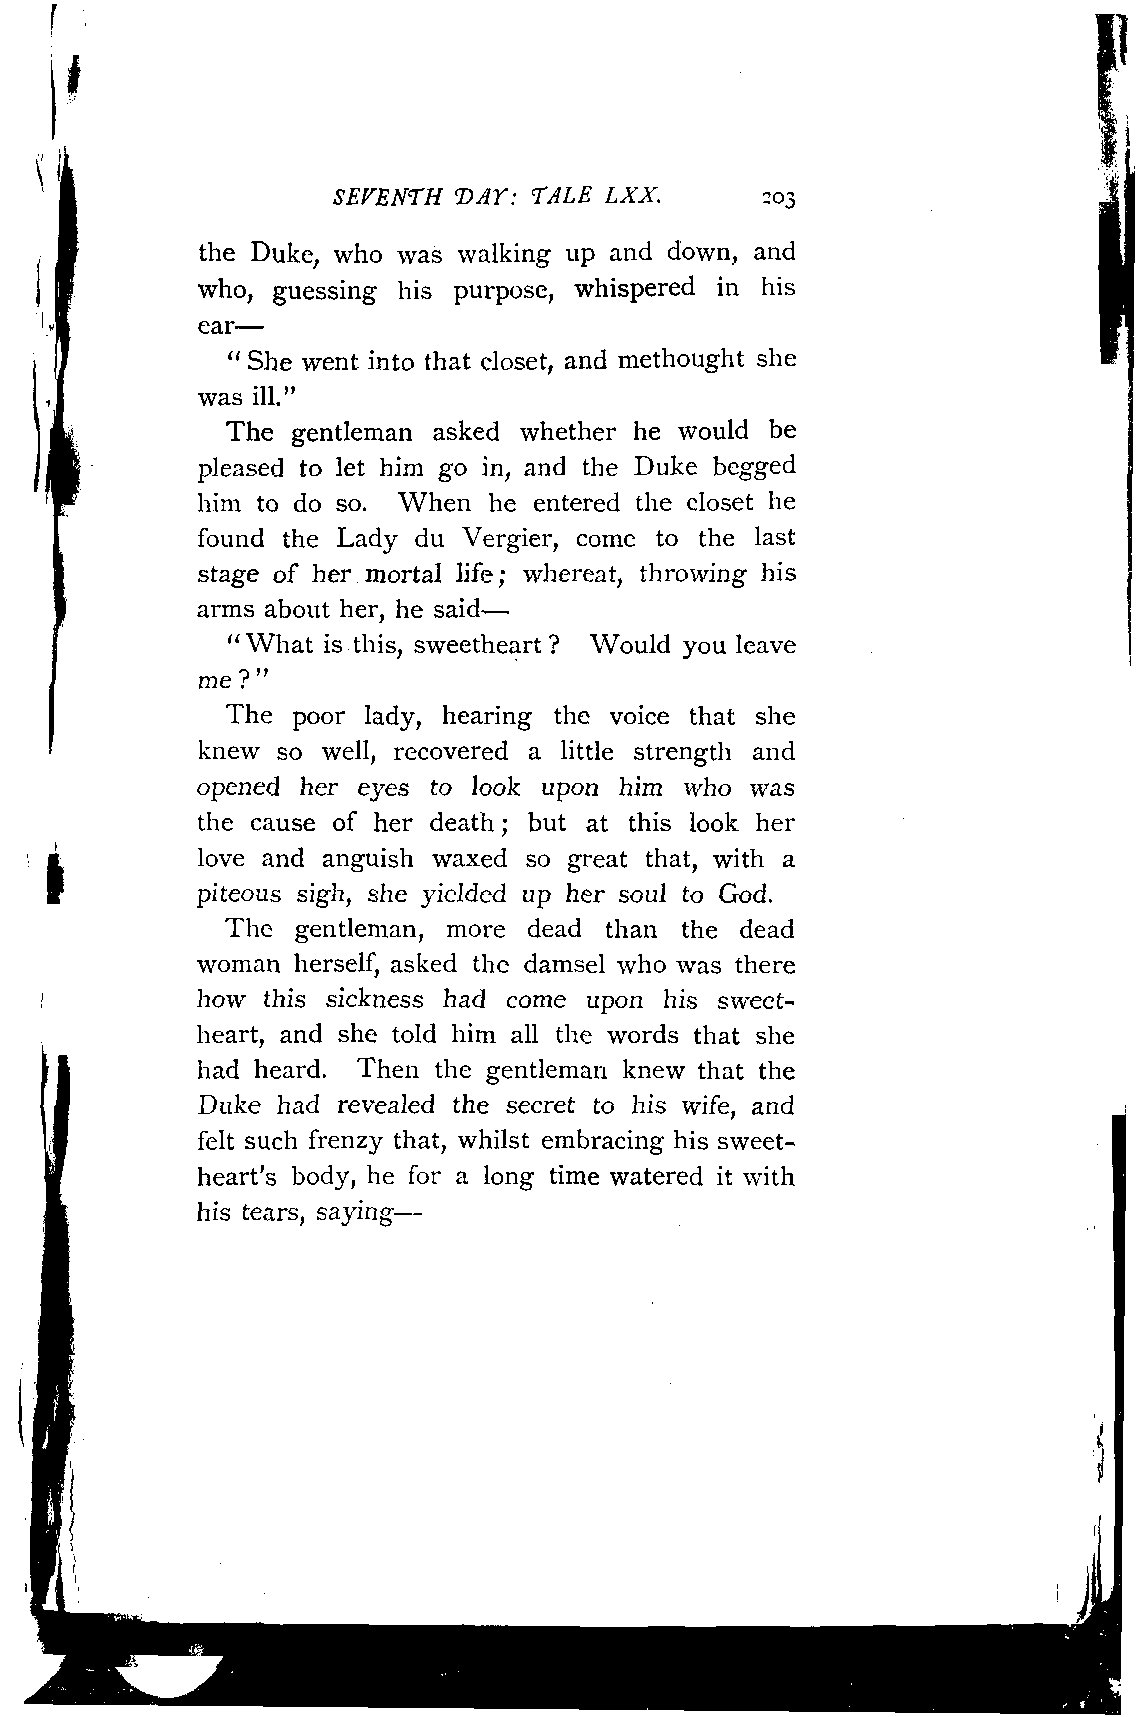 SEVENTH DAY: TALE LXX. 203
the Duke, who was walking up and down, and
who, guessing his purpose, whispered in his
ear—
"She went into that closet, and methought she
was ill."
The gentleman asked whether he would be
pleased to let him go in, and the Duke begged
him to do so. When he entered the closet he
found the Lady du Vergier, come to the last
stage of her mortal life; whereat, throwing his
arms about her, he said—
"What is this, sweetheart? Would you leave
me?"
The poor lady, hearing the voice that she
knew so well, recovered a little strength and
opened her eyes to look upon him who was
the cause of her death; but at this look her
love and anguish waxed so great that, with a
piteous sigh, she yielded up her soul to God.
The gentleman, more dead than the dead
woman herself, asked the damsel who was there
how this sickness had come upon his sweet-
heart, and she told him all the words that she
had heard. Then the gentleman knew that the
Duke had revealed the secret to his wife, and
felt such frenzy that, whilst embracing his sweet-
heart's body, he for a long time watered it with
his tears, saying—